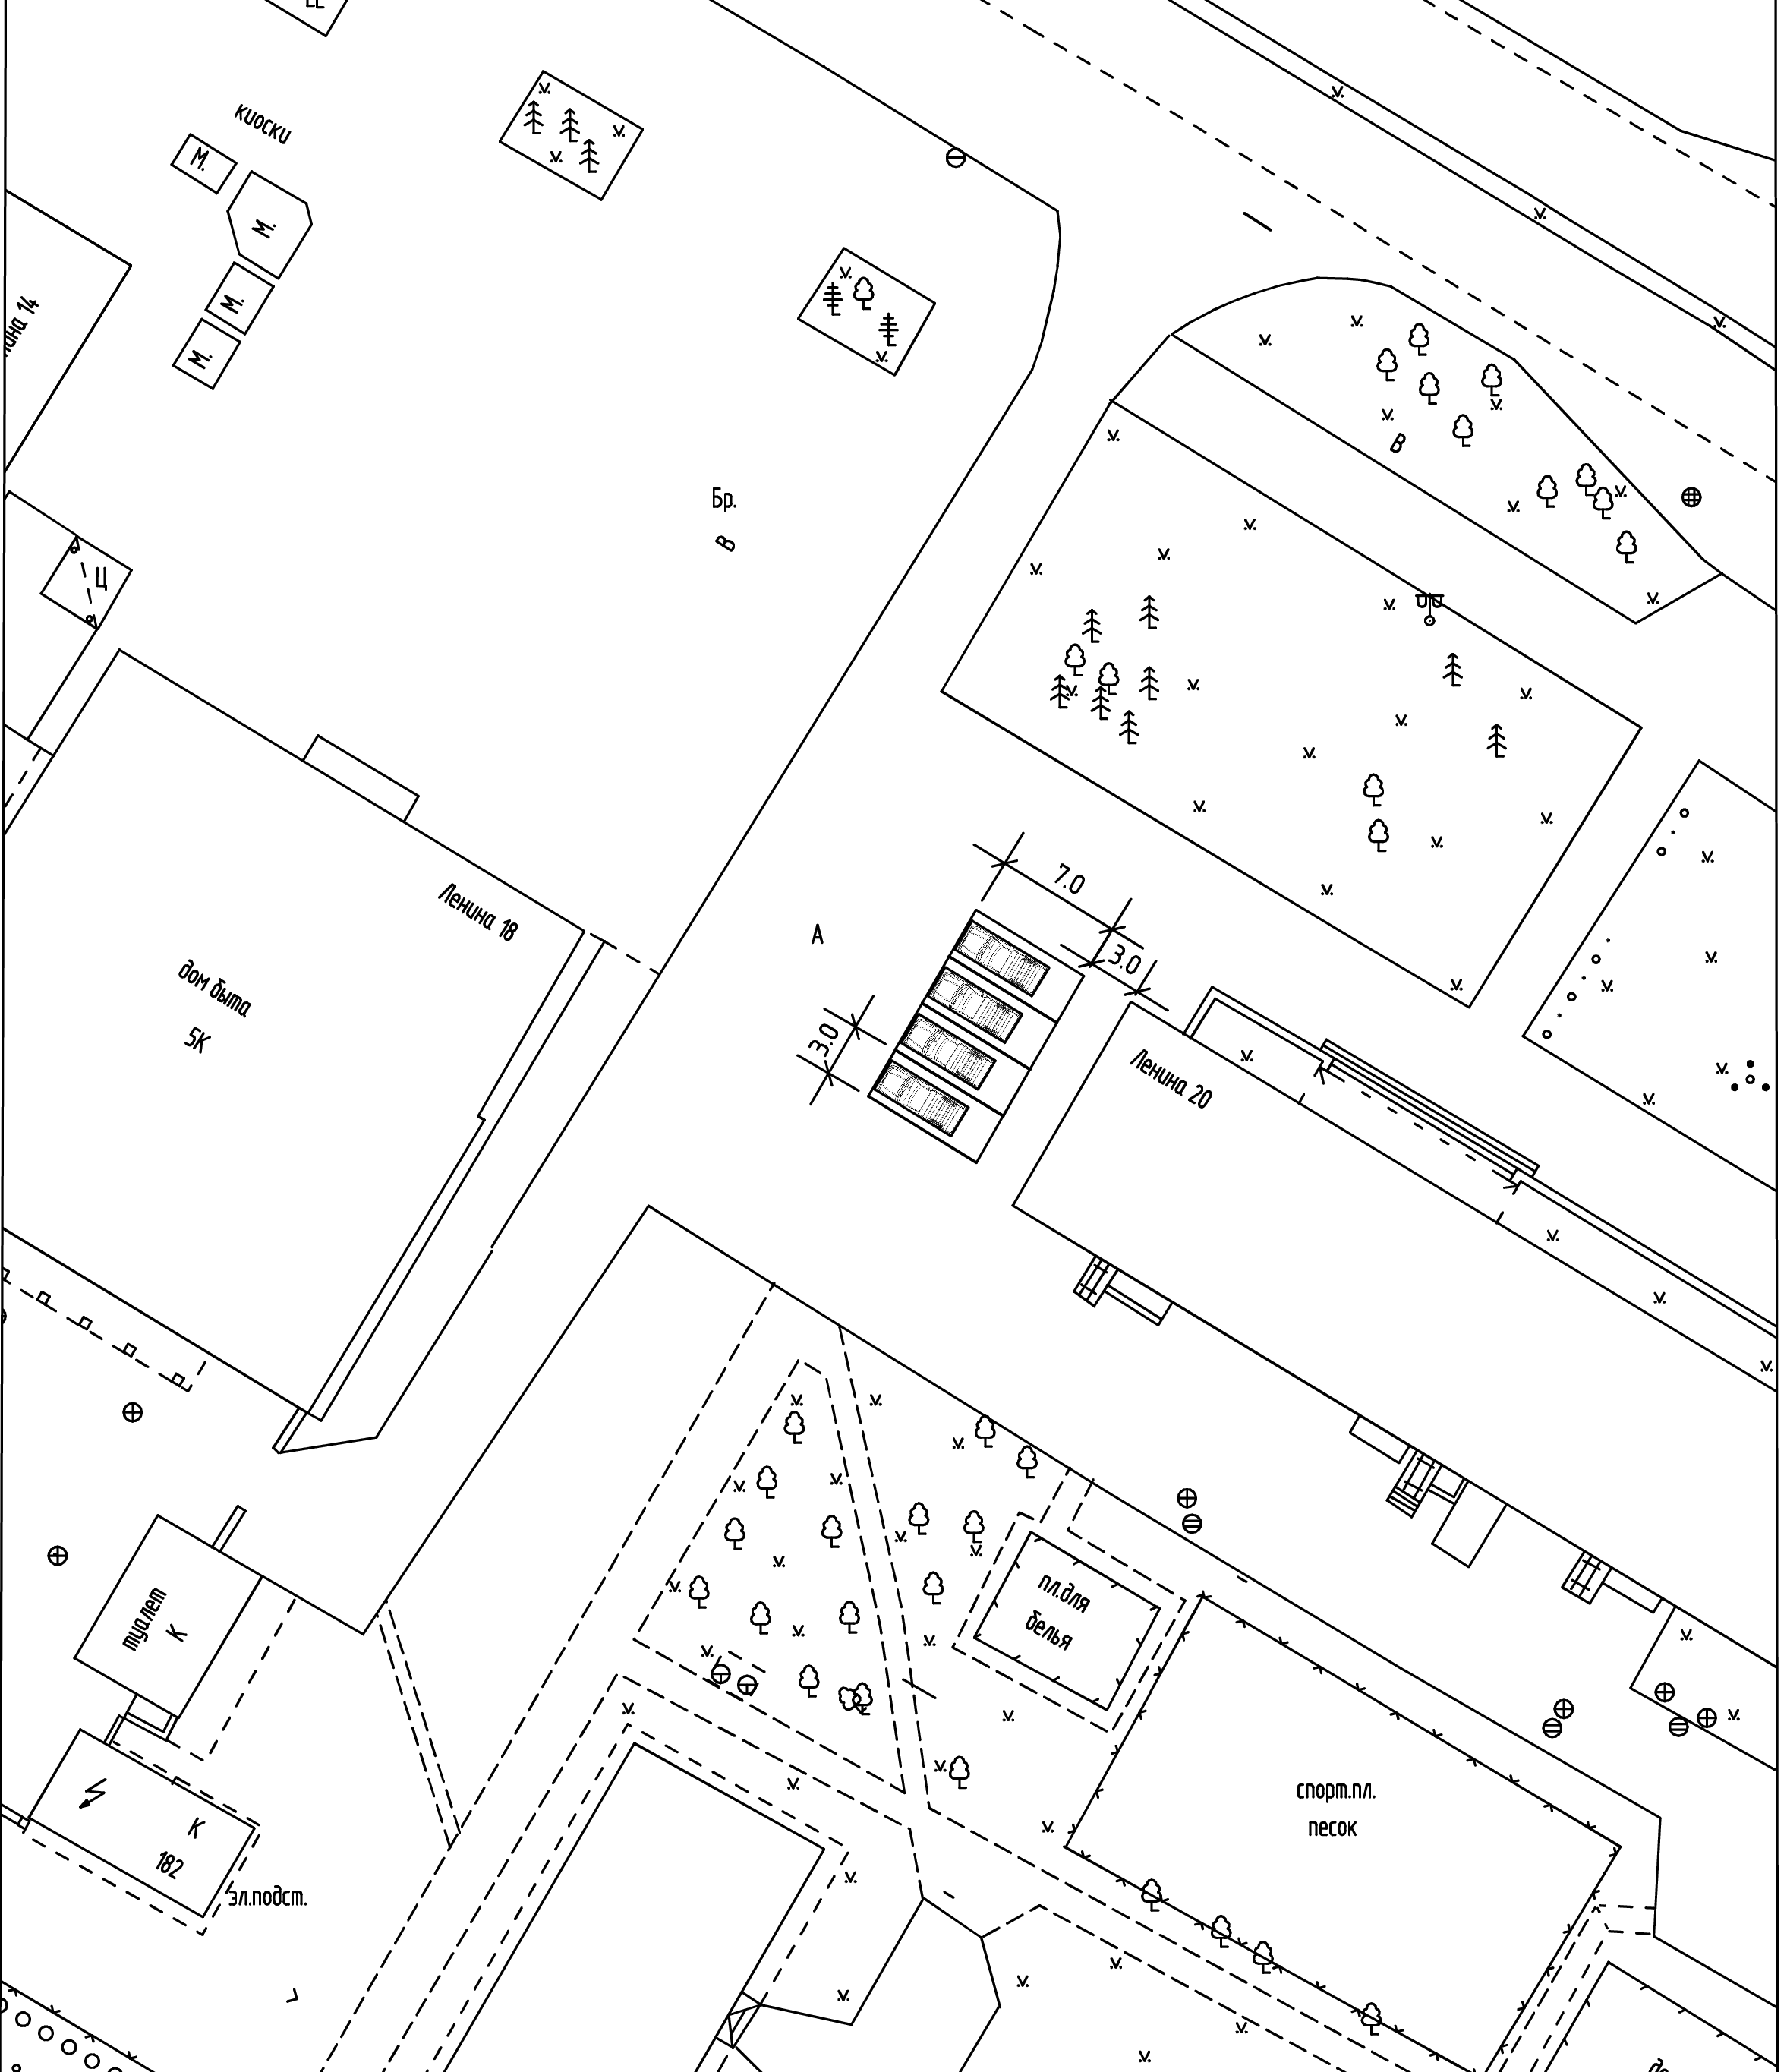 киоски
М.
М.
М.
М.
14
Бр.
В
В
Ц
7.0
3.0
А
3.0
Ленина 18
дом быта
5К
Ленина 20
пл.для
белья
туалет
К
спорт.пл.
песок
К
182
эл.подст.